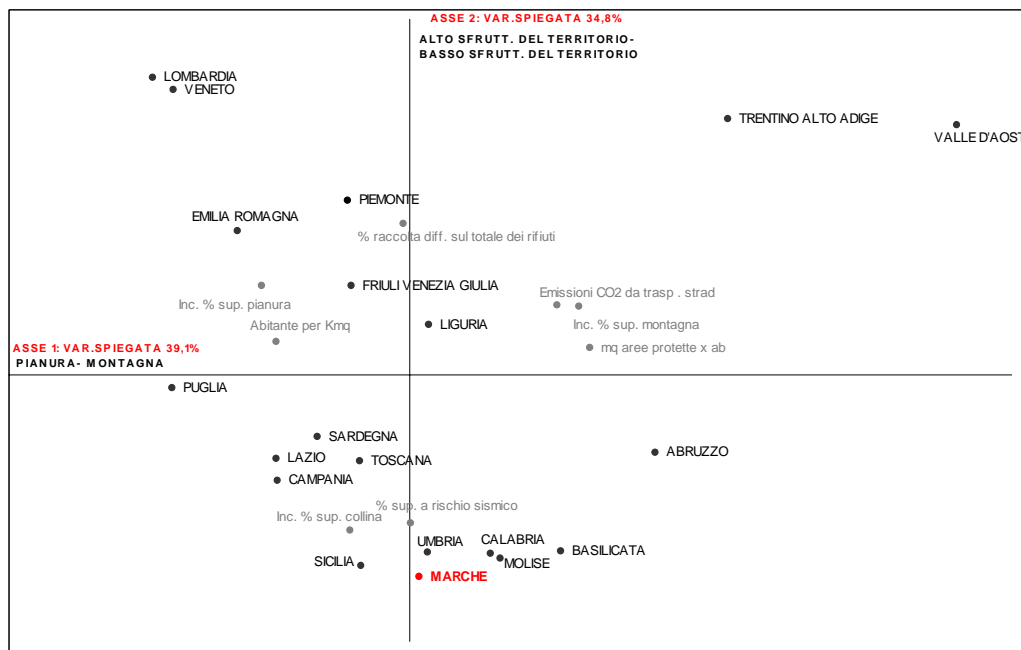 ASSE 2: VAR.SPIEGATA 34,8%
ALTO SFRUTT. DEL TERRITORIO-
BASSO SFRUTT. DEL TERRITORIO
LOMBARDIA
VENETO
TRENTINO ALTO ADIGE
VALLE D'AOST
PIEMONTE
EMILIA ROMAGNA
% raccolta diff. sul totale dei rifiuti
FRIULI VENEZIA GIULIA
Emissioni CO2 da trasp . strad
Inc. % sup. pianura
Abitante per Kmq
LIGURIA
Inc. % sup. montagna
mq aree protette x ab
ASSE 1: VAR.SPIEGATA 39,1%
PIANURA- MONTAGNA
PUGLIA
SARDEGNA
LAZIO
TOSCANA
ABRUZZO
CAMPANIA
% sup. a rischio sismico
Inc. % sup. collina
UMBRIA
CALABRIA
BASILICATA
SICILIA
MOLISE
MARCHE